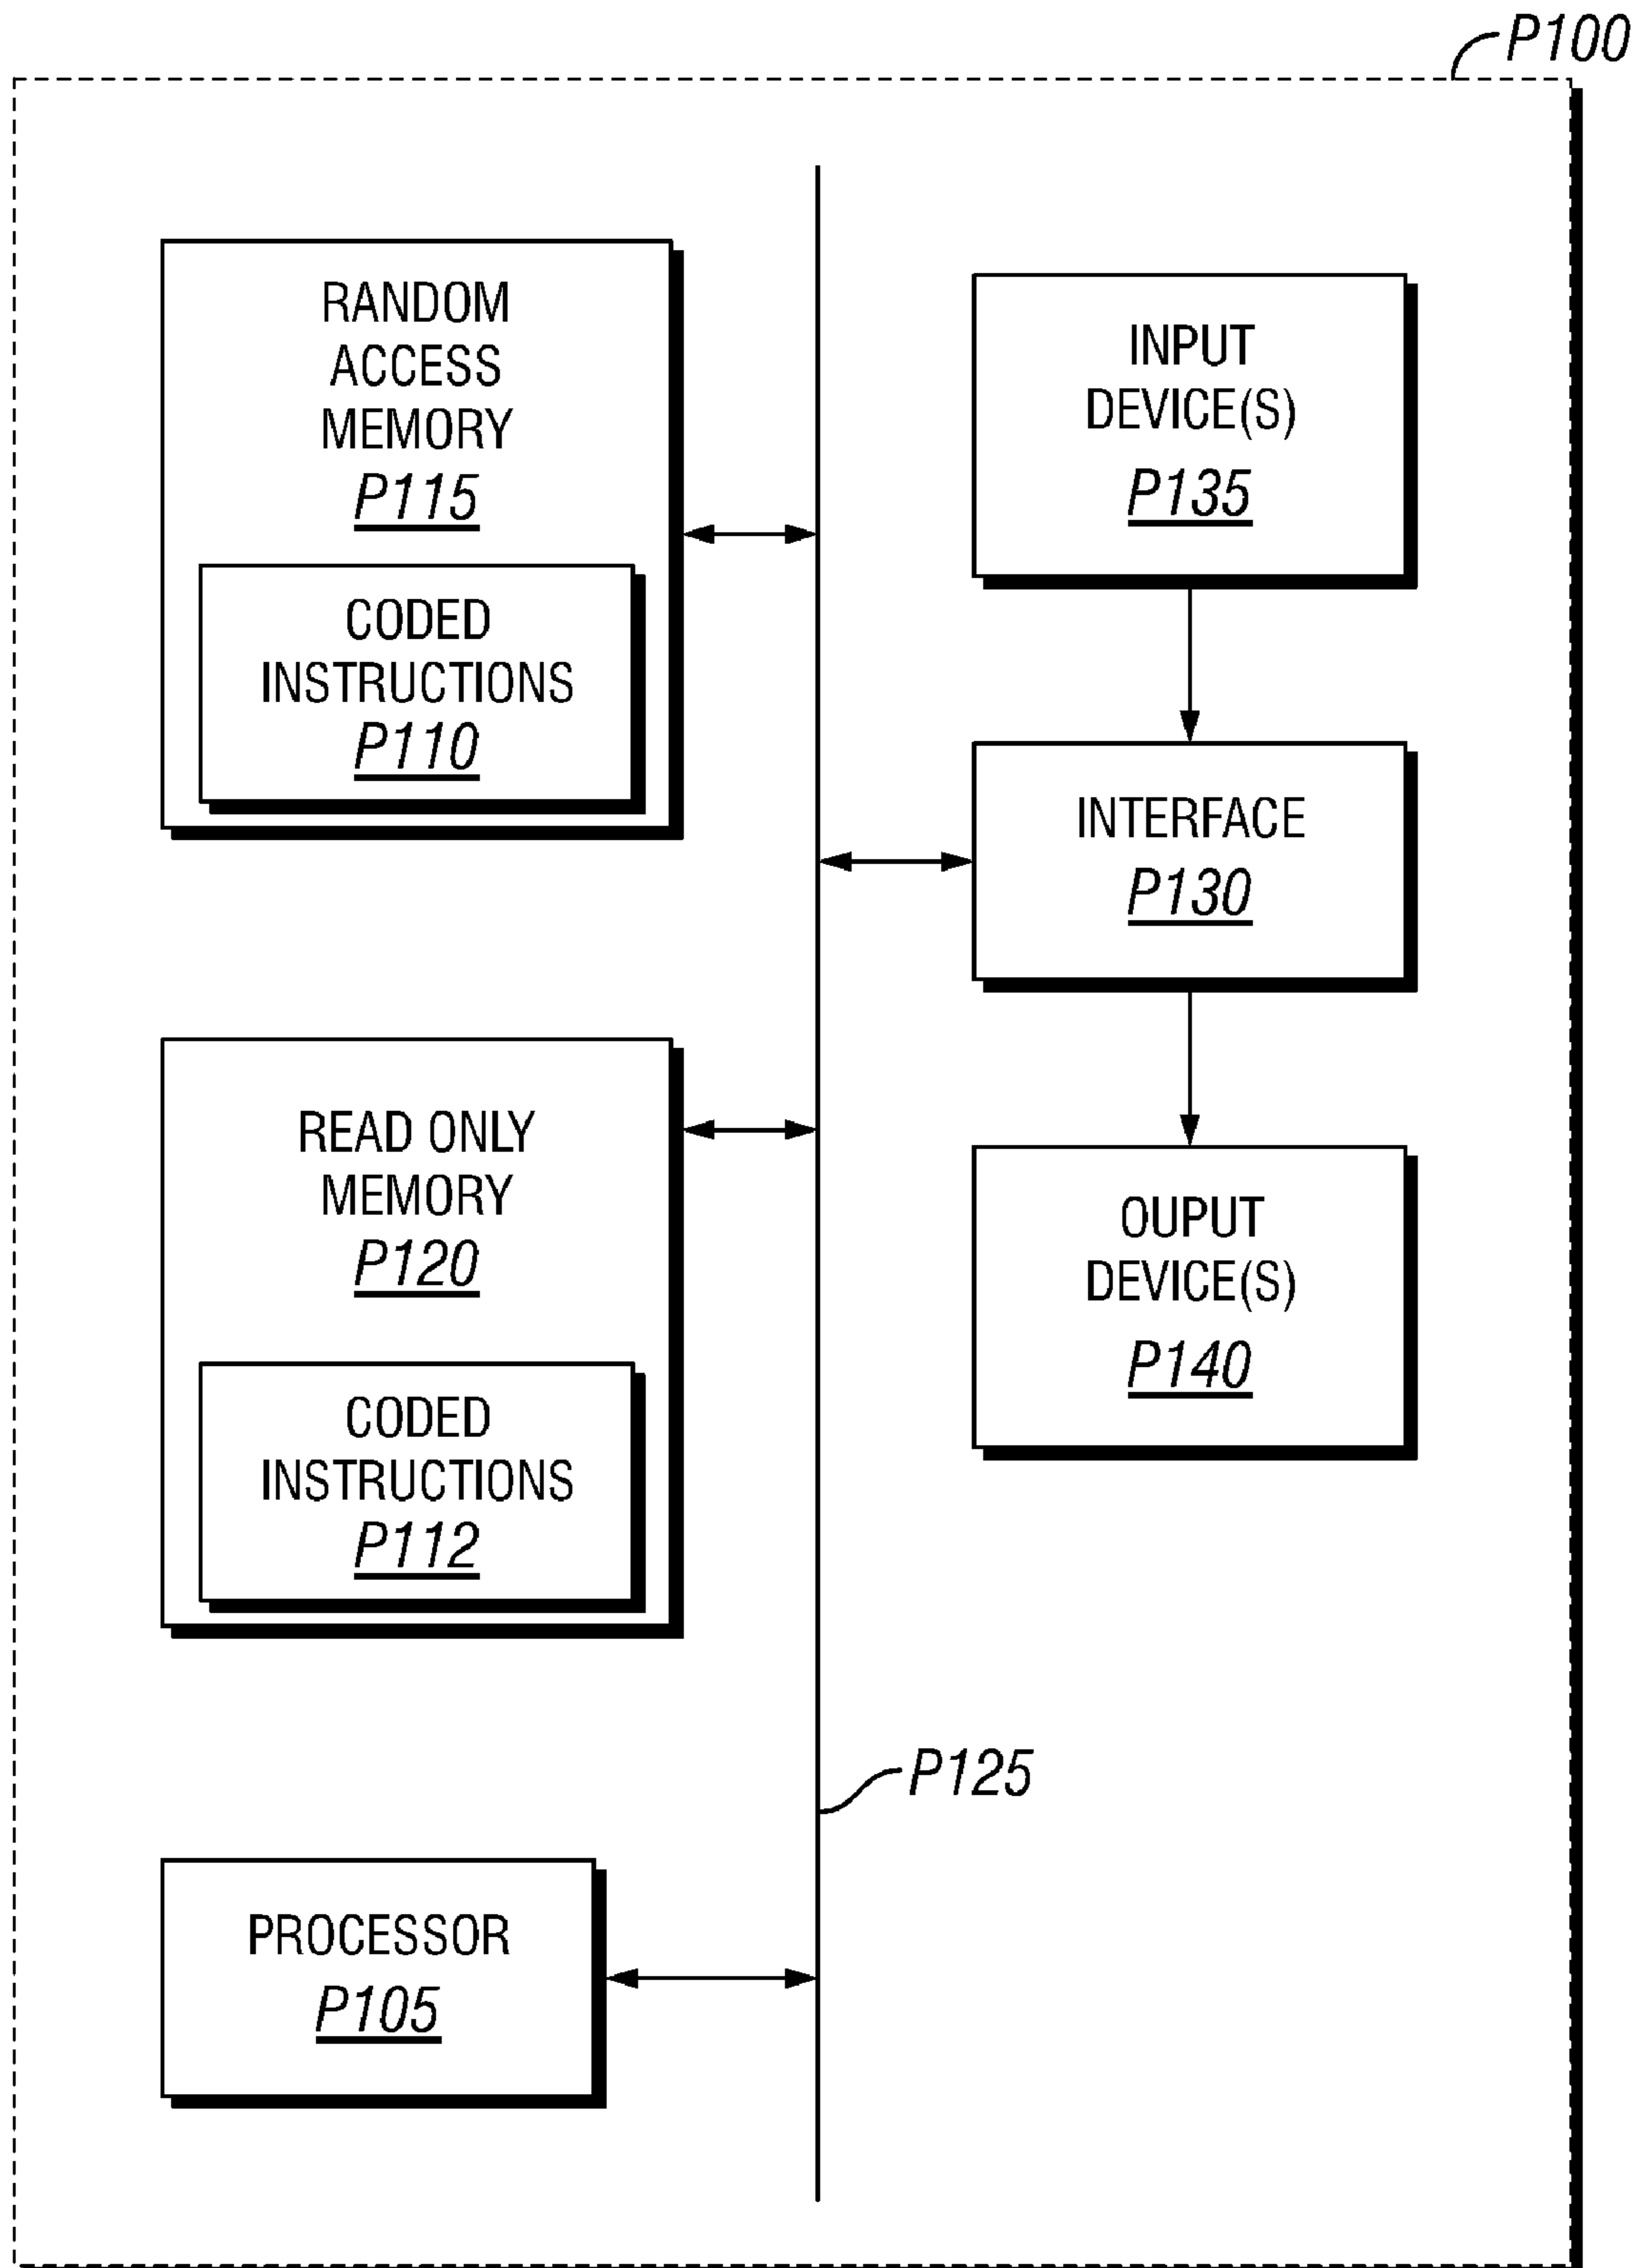 P100
RANDOM
ACCESS
MEMORY
P115
CODED
INSTRUCTIONS
P110
INPUT
DEVICE(S)
P135
INTERFACE
P130
READ ONLY
MEMORY
P120
CODED
INSTRUCTIONS
P112
OUPUT
DEVICE(S)
P140
P125
PROCESSOR
P105